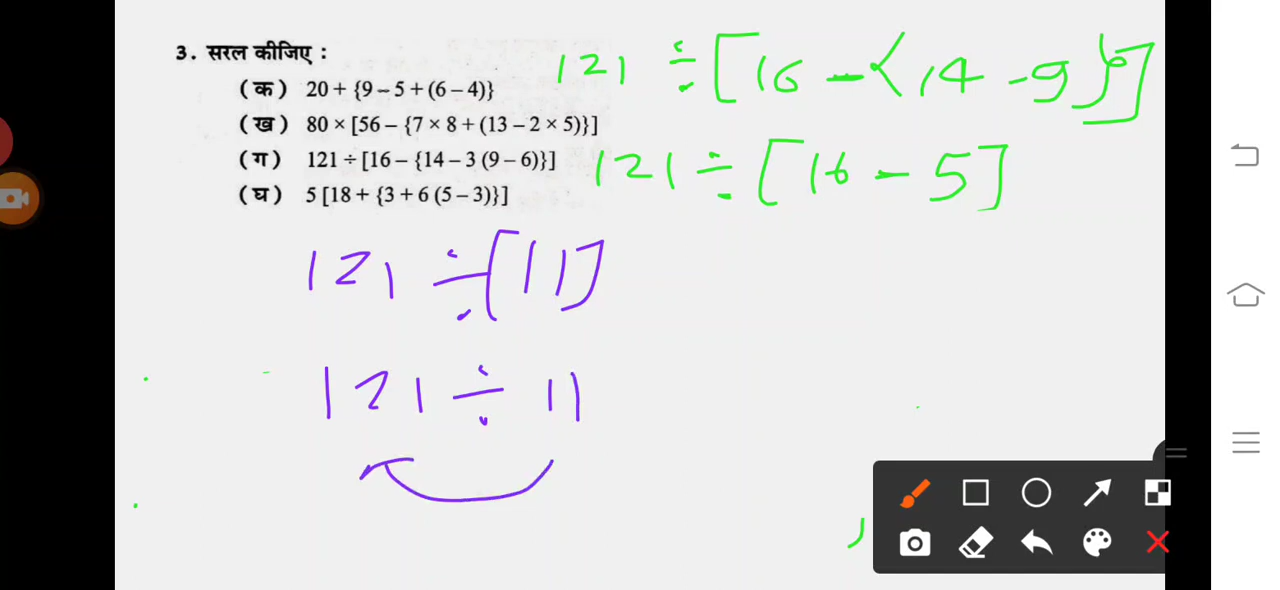 3. सरल कीजिए :
(क) 20 + {9 – 5 + (6 – 4)}
(ख) 80 × [56 – {7 × 8 + (13 – 2 × 5)}]
(ग) 121 ÷ [16 – {14 – 3 (9 – 6)}]
(घ) 5 [18 + {3 + 6 (5 – 3)}]
121 ÷ [16 – {14 – 9}]
121 ÷ [16 – 5]
121 ÷ [11]
121 ÷ 11